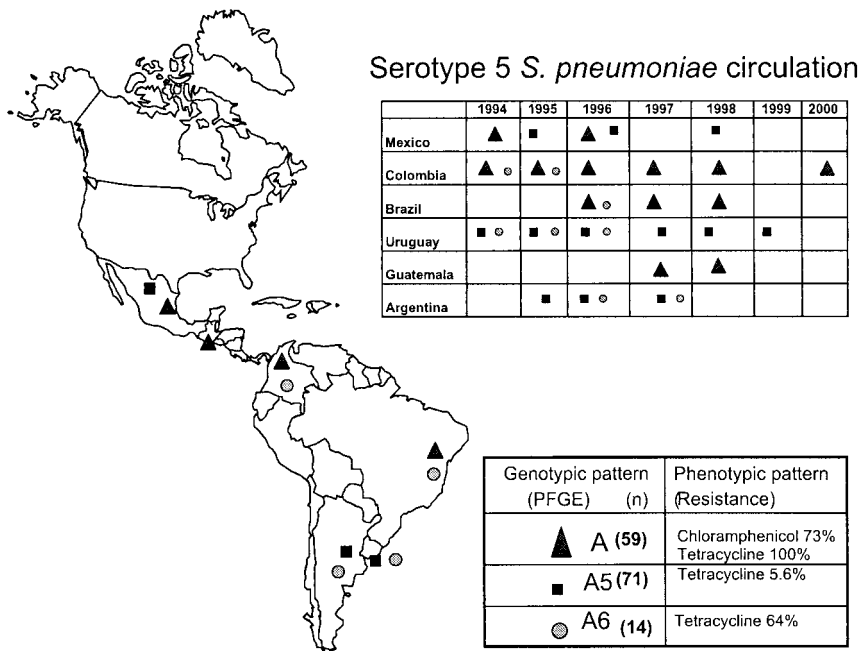 Serotype 5 S. pneumoniae circulation
1994 1995 1996 1997 1998 1999 2000
Mexico
Colombia
Brazil
Uruguay
Guatemala
Argentina
Genotypic pattern Phenotypic pattern
(PFGE) (n) (Resistance)
A (59) Chloramphenicol 73%
Tetracycline 100%
A5 (71) Tetracycline 5.6%
A6 (14) Tetracycline 64%